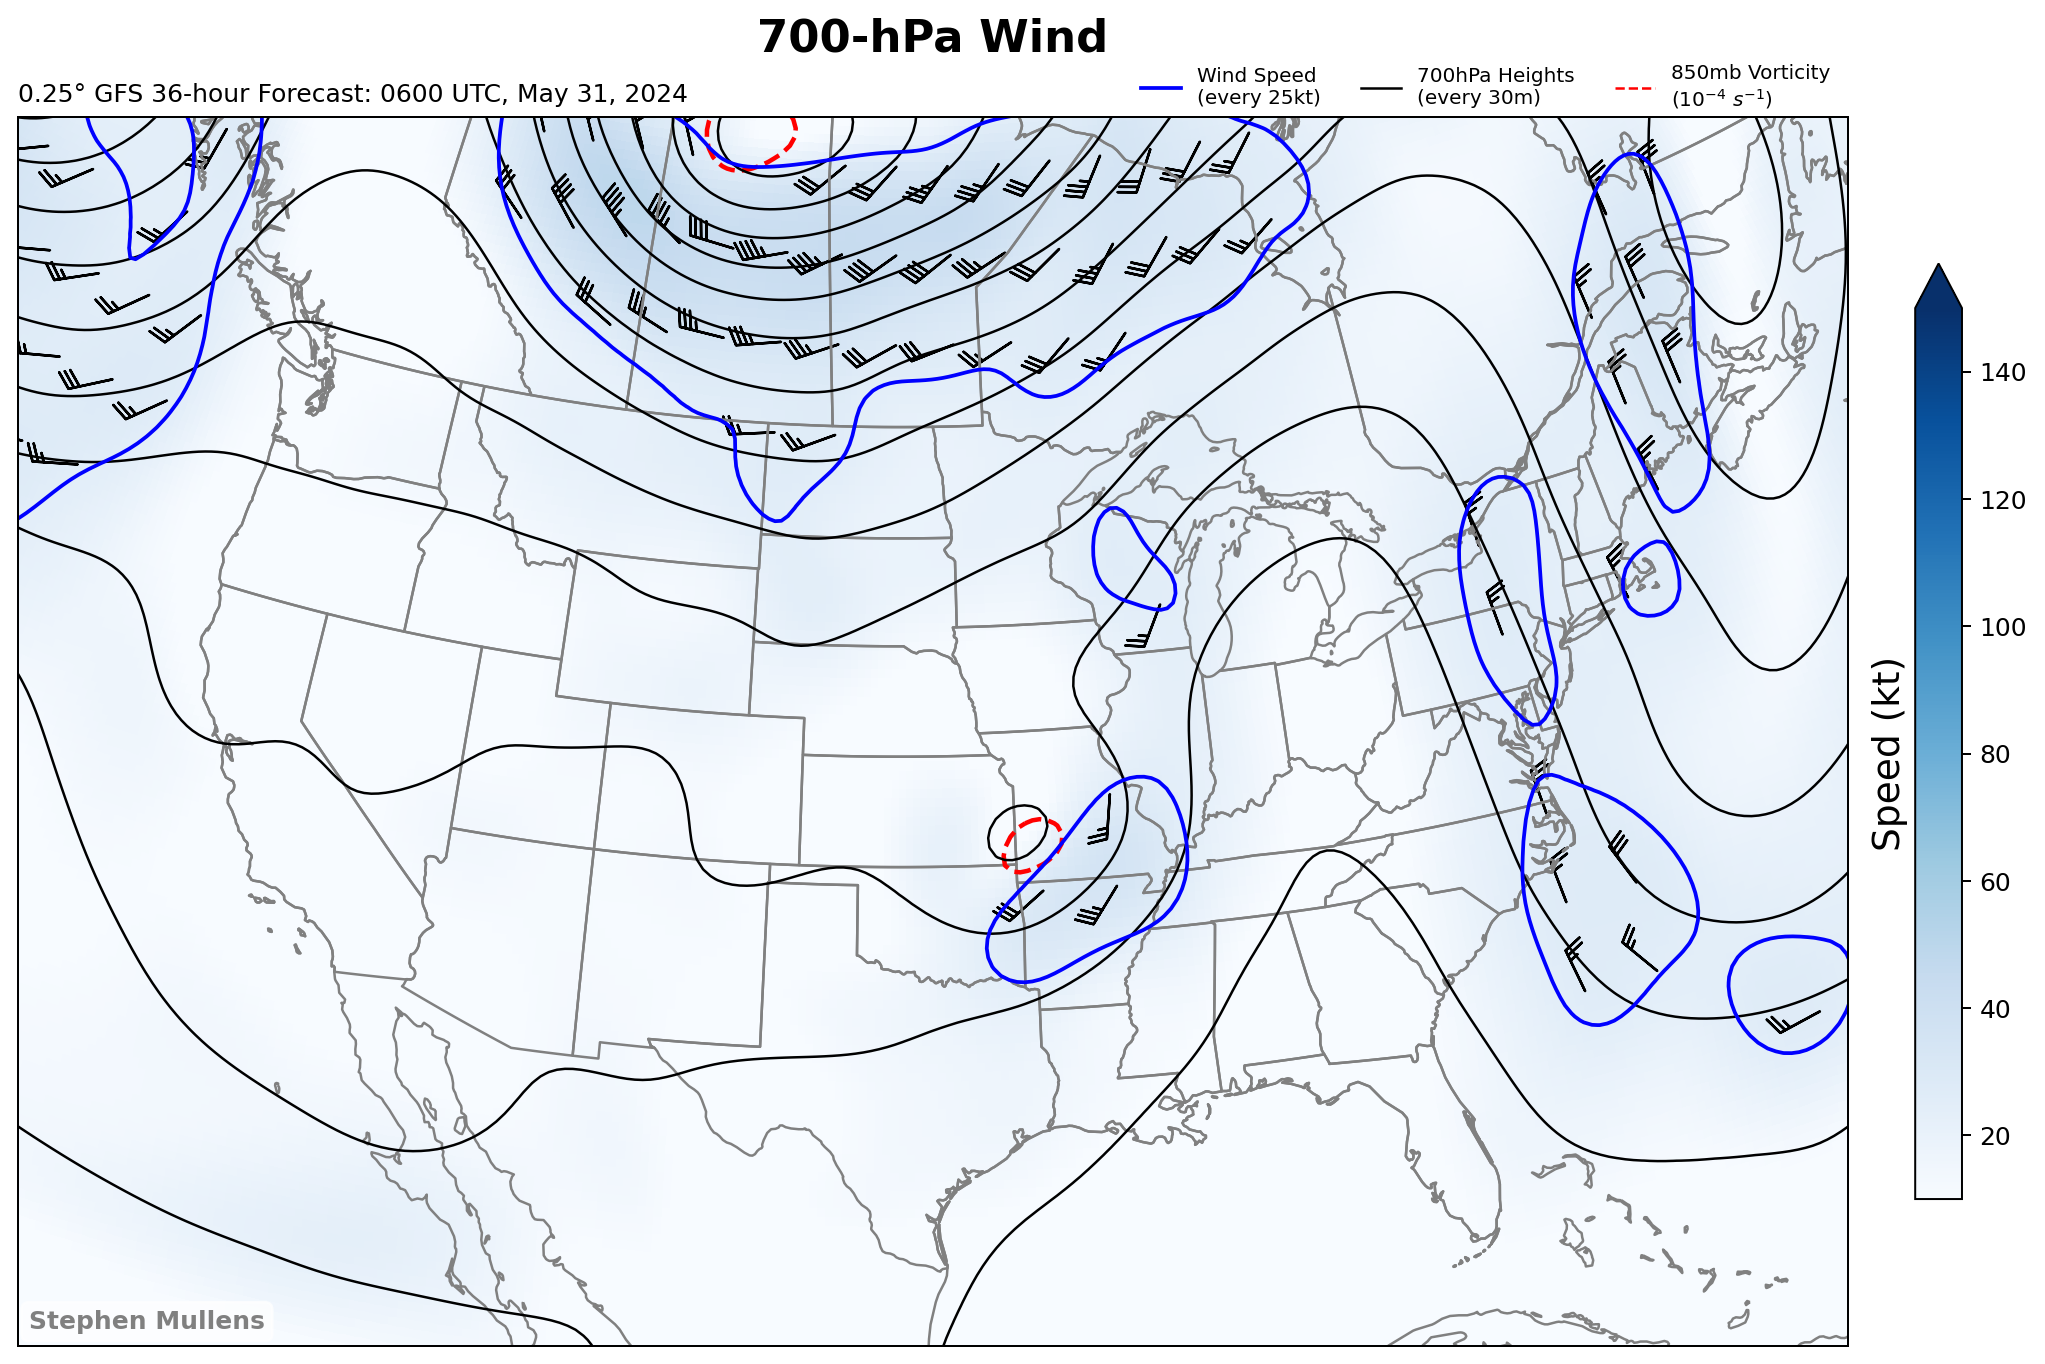 700-hPa Wind
0.25° GFS 36-hour Forecast: 0600 UTC, May 31, 2024
Wind Speed
(every 25kt)
700hPa Heights
(every 30m)
850mb Vorticity
(10⁻⁴ s⁻¹)
140
120
100
80
60
40
20
Speed (kt)
Stephen Mullens